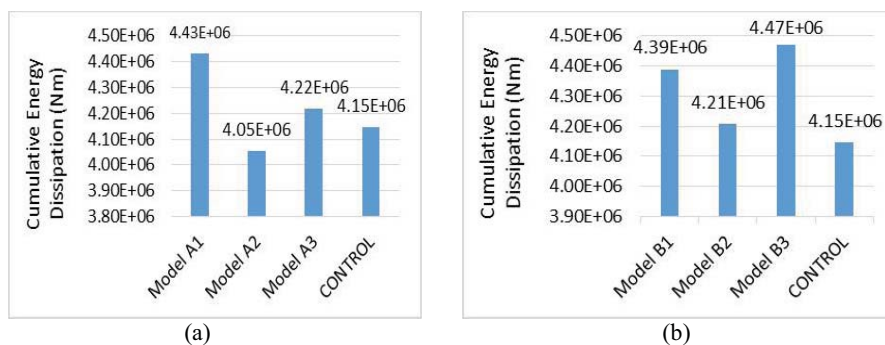 Cumulative Energy
Dissipation (Nm)
4.50E+06
4.40E+06
4.30E+06
4.20E+06
4.10E+06
4.00E+06
3.90E+06
3.80E+06
4.43E+06
4.05E+06
4.22E+06
4.15E+06
Model A1
Model A2
Model A3
CONTROL
(a)
Cumulative Energy
Dissipation (Nm)
4.50E+06
4.40E+06
4.30E+06
4.20E+06
4.10E+06
4.00E+06
3.90E+06
4.39E+06
4.21E+06
4.47E+06
4.15E+06
Model B1
Model B2
Model B3
CONTROL
(b)